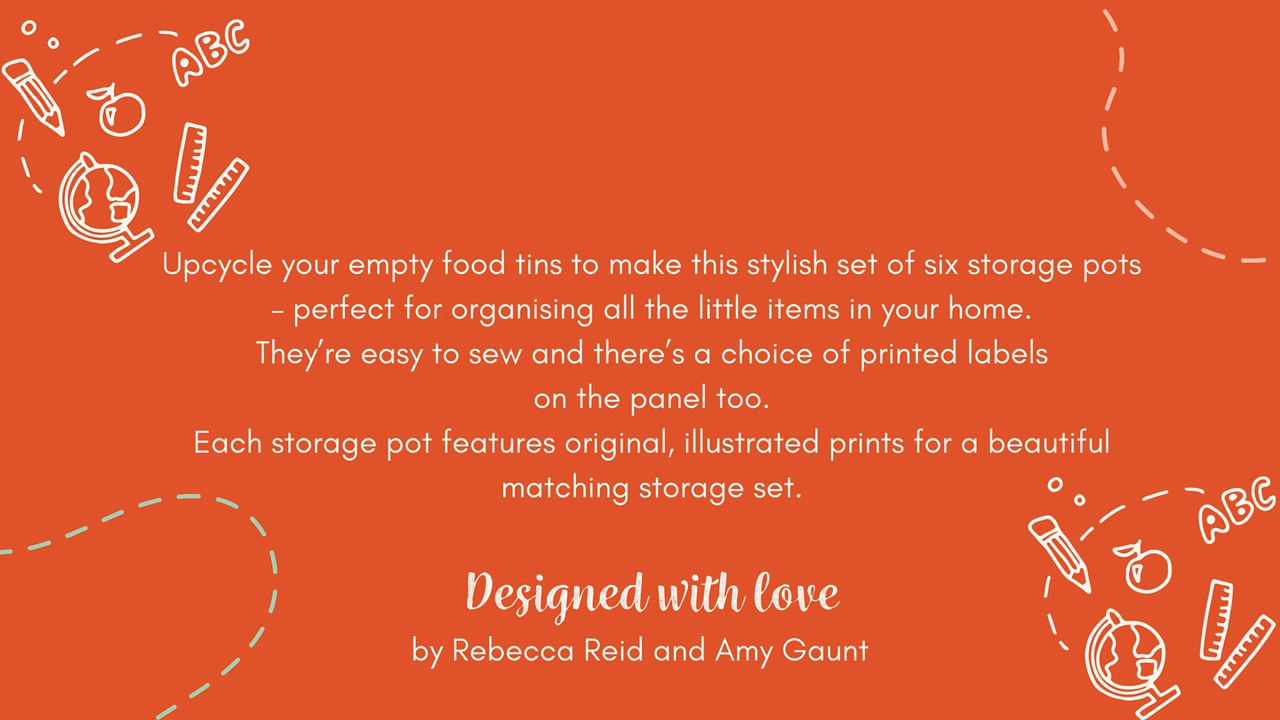 ABC
Upcycle your empty food tins to make this stylish set of six storage pots
– perfect for organising all the little items in your home.
They’re easy to sew and there’s a choice of printed labels
on the panel too.
Each storage pot features original, illustrated prints for a beautiful
matching storage set.
ABC
Designed with love
by Rebecca Reid and Amy Gaunt